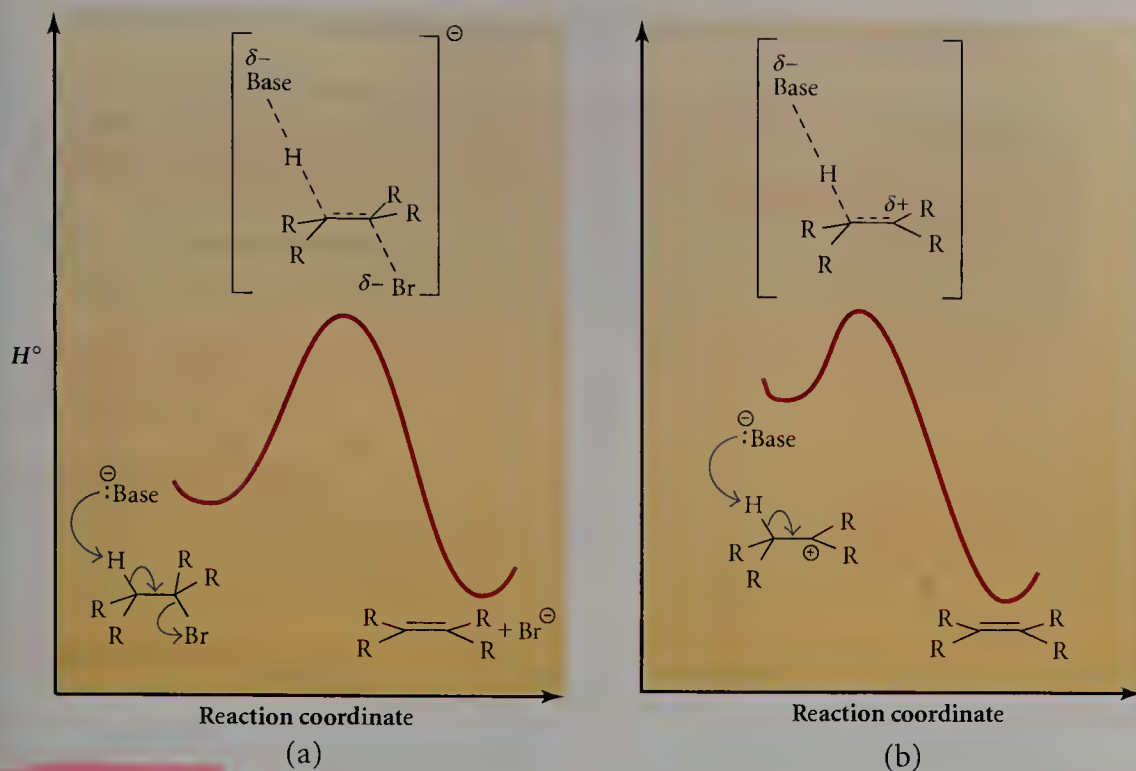 δ−
Base
H
R
R
R
R
δ− Br
⊖
H°
⊖
:Base
H
R
R
R
R
Br
R
R
R
R
+ Br⊖
Reaction coordinate
(a)
δ−
Base
H
δ+
R
R
R
R
⊖
:Base
H
R
R
R
R
⊕
R
R
R
R
Reaction coordinate
(b)